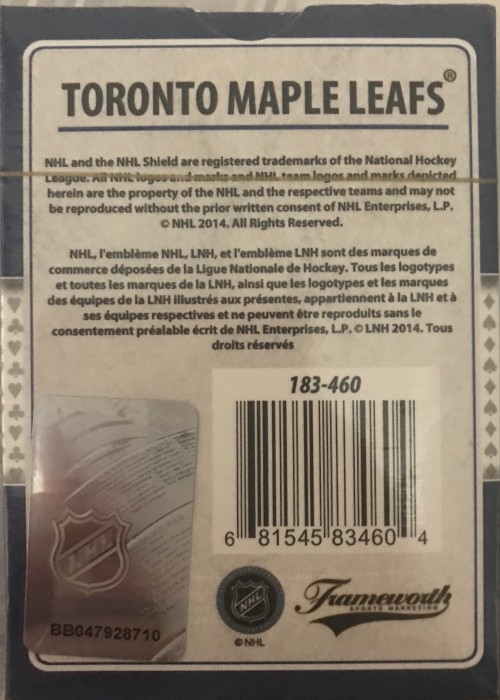 TORONTO MAPLE LEAFS®
NHL and the NHL Shield are registered trademarks of the National Hockey
League. All NHL logos and marks and NHL team logos and marks depicted
herein are the property of the NHL and the respective teams and may not
be reproduced without the prior written consent of NHL Enterprises, L.P.
© NHL 2014. All Rights Reserved.
NHL, l'emblème NHL, LNH, et l'emblème LNH sont des marques de
commerce déposées de la Ligue Nationale de Hockey. Tous les logotypes
et toutes les marques de la LNH, ainsi que les logotypes et les marques
des équipes de la LNH illustrés aux présentes, appartiennent à la LNH et à
ses équipes respectives et ne peuvent être reproduits sans le
consentement préalable écrit de NHL Enterprises, L.P. © LNH 2014. Tous
droits réservés
183-460
6 81545 83460 4
NHL
BB047928710
NHL
© NHL
Frameworth
SPORTS MARKETING